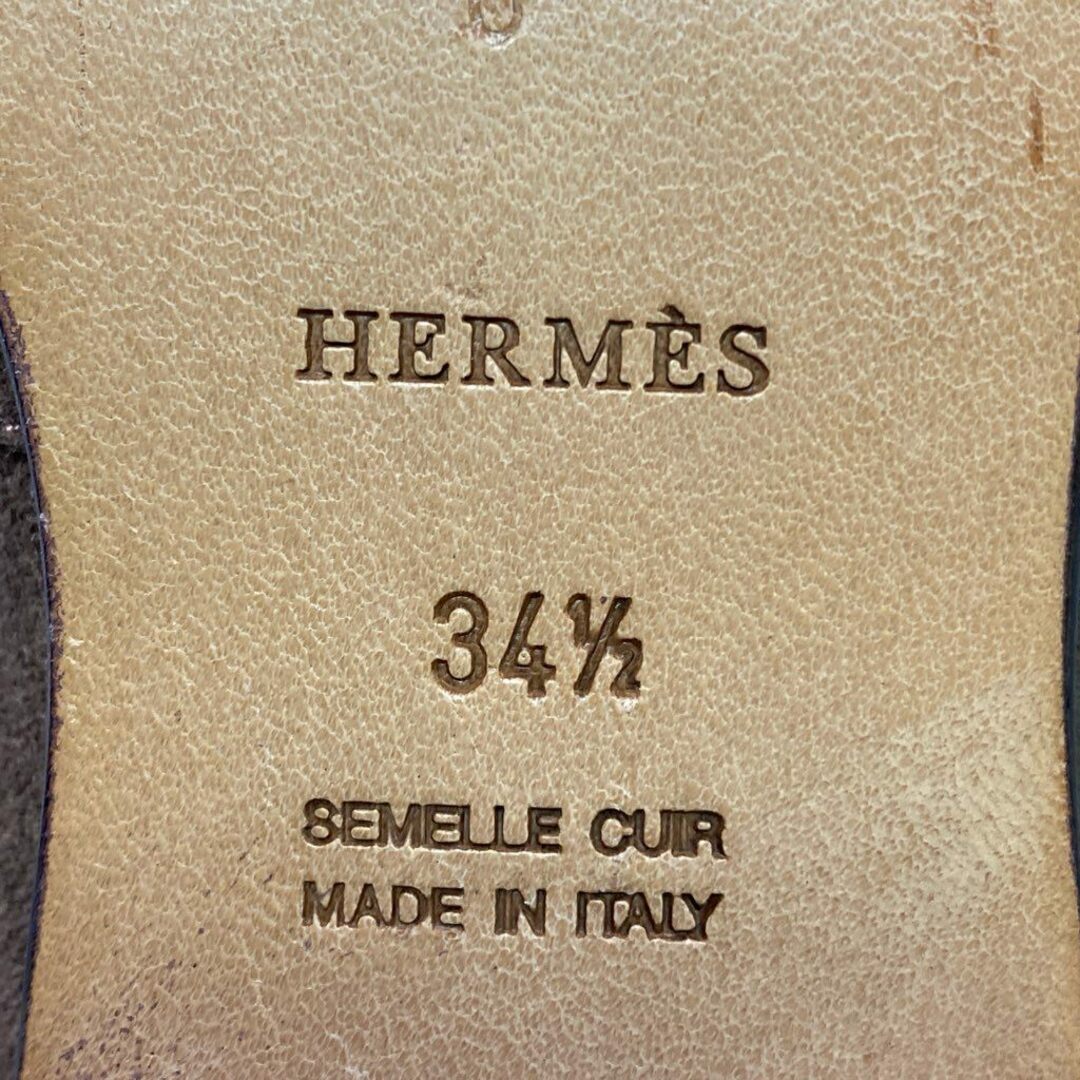 HERMÈS
34½
SEMELLE CUIR
MADE IN ITALY